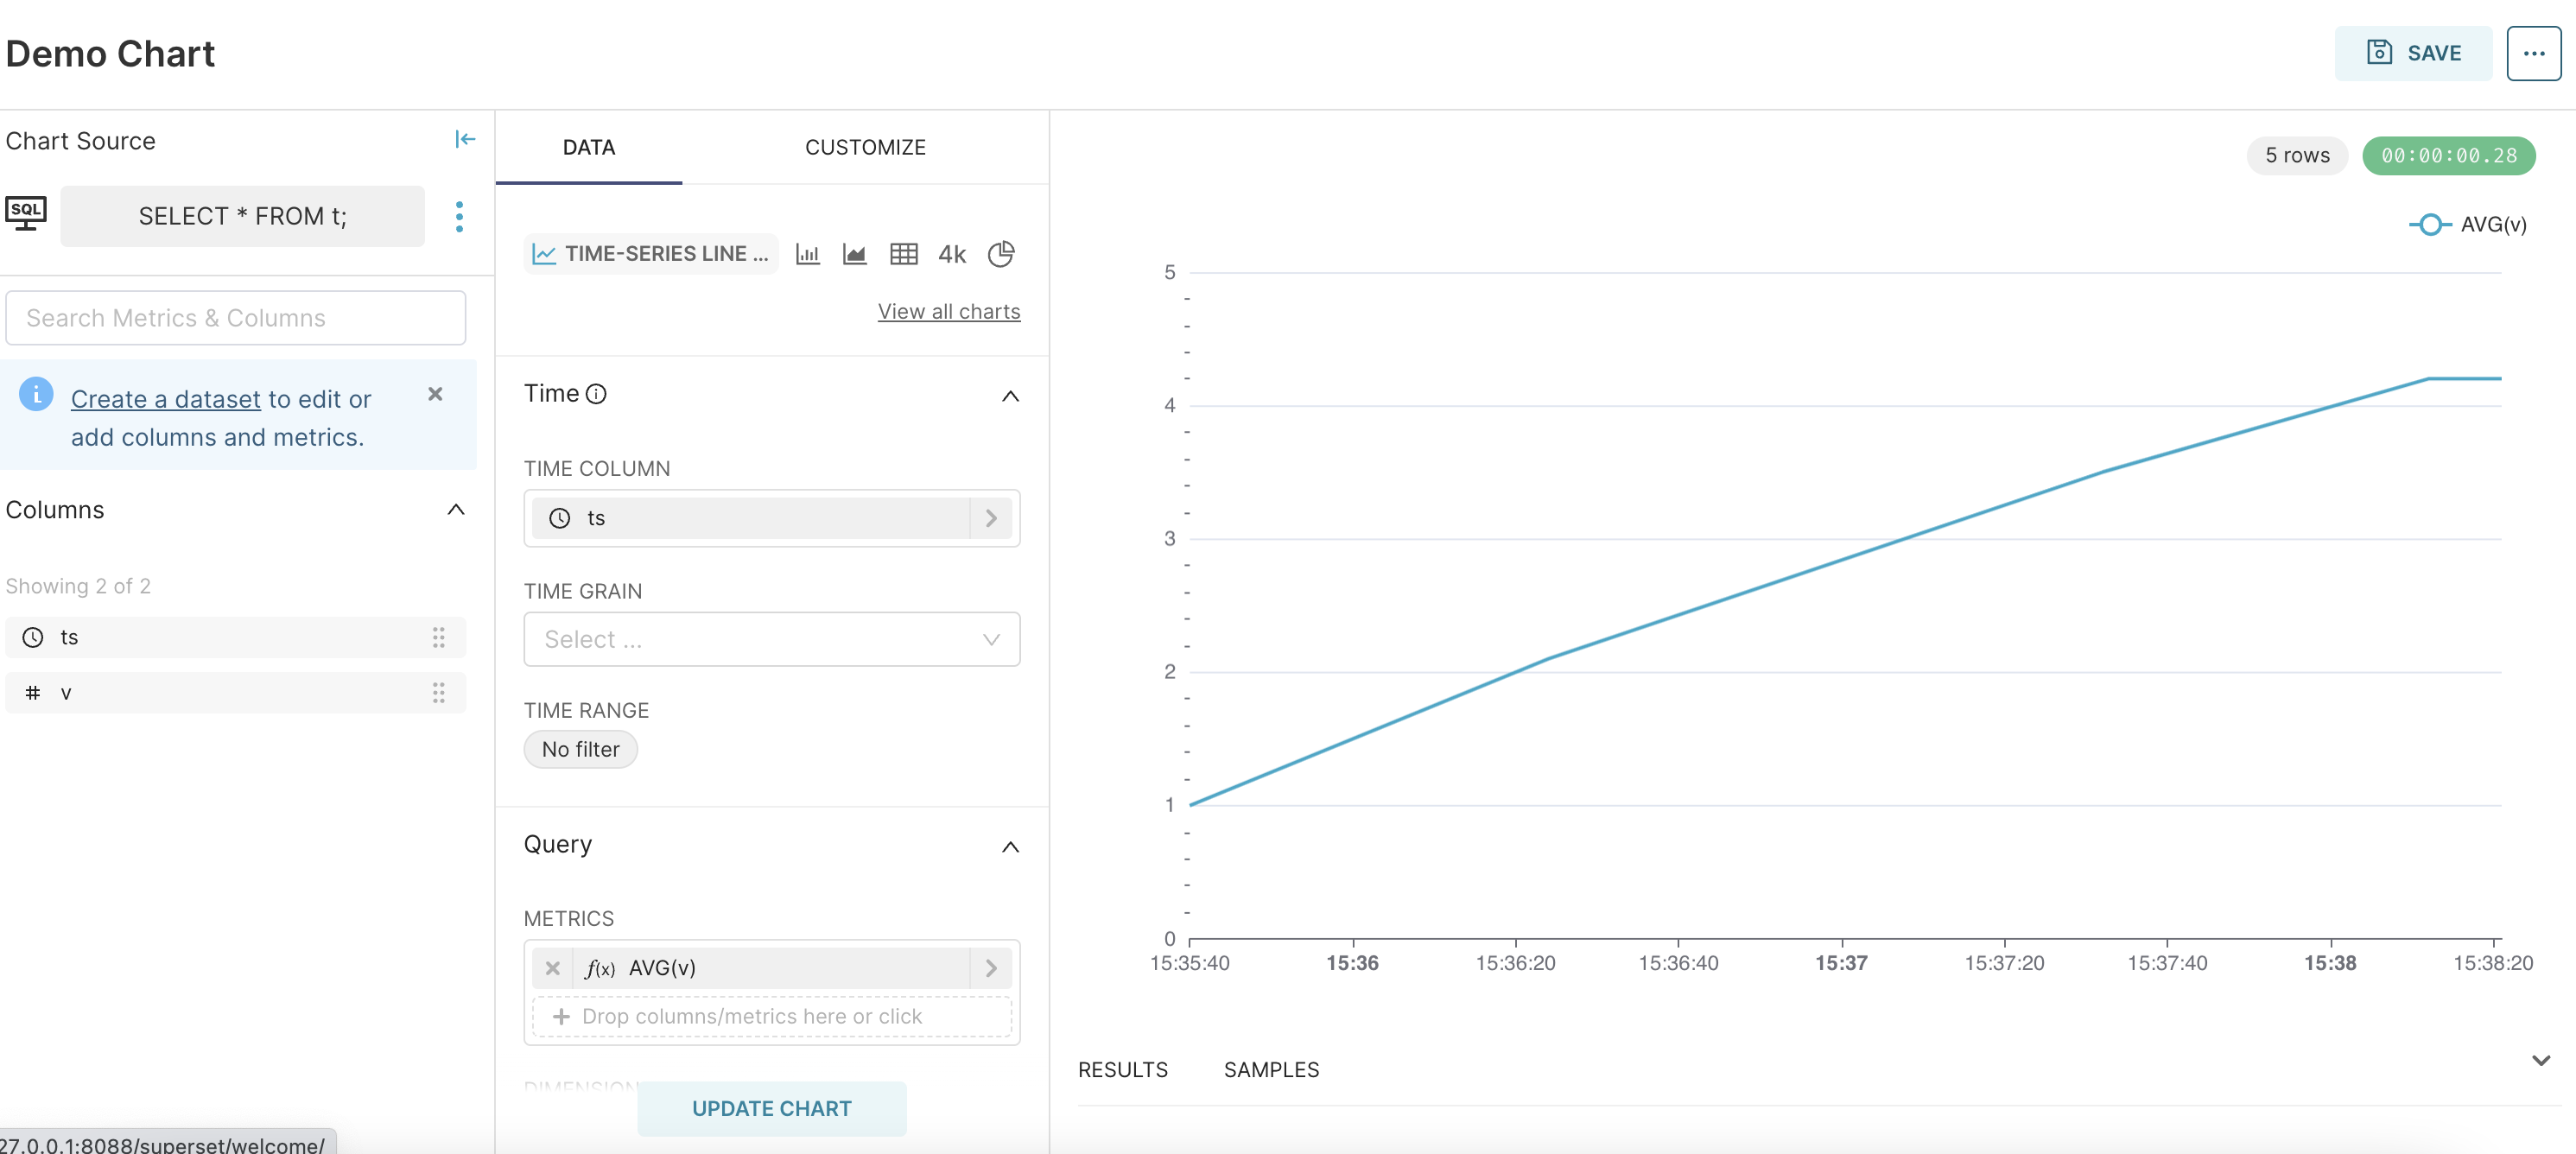 Demo Chart
SAVE
...
Chart Source
SQL
SELECT * FROM t;
Search Metrics & Columns
Create a dataset to edit or
add columns and metrics.
Columns
Showing 2 of 2
ts
# v
DATA
CUSTOMIZE
TIME-SERIES LINE ...
4k
View all charts
Time
TIME COLUMN
ts
TIME GRAIN
Select ...
TIME RANGE
No filter
Query
METRICS
f(x) AVG(v)
+ Drop columns/metrics here or click
DIMENSION
UPDATE CHART
5 rows
00:00:00.28
AVG(v)
5
4
3
2
1
0
15:35:40
15:36
15:36:20
15:36:40
15:37
15:37:20
15:37:40
15:38
15:38:20
RESULTS
SAMPLES
27.0.0.1:8088/superset/welcome/